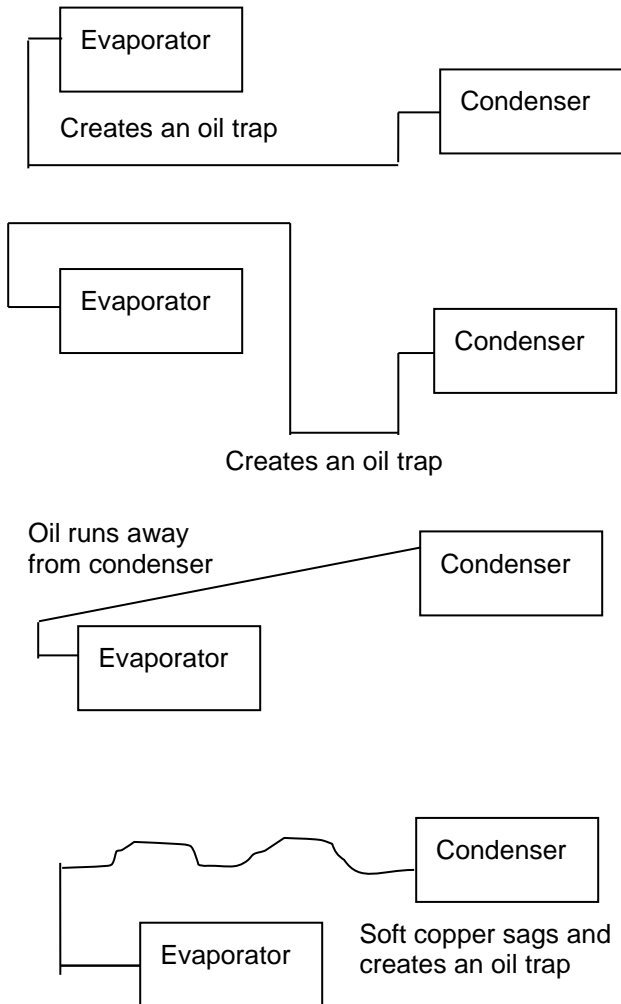 Evaporator
Condenser
Creates an oil trap
Evaporator
Condenser
Creates an oil trap
Oil runs away
from condenser
Condenser
Evaporator
Condenser
Soft copper sags and
creates an oil trap
Evaporator